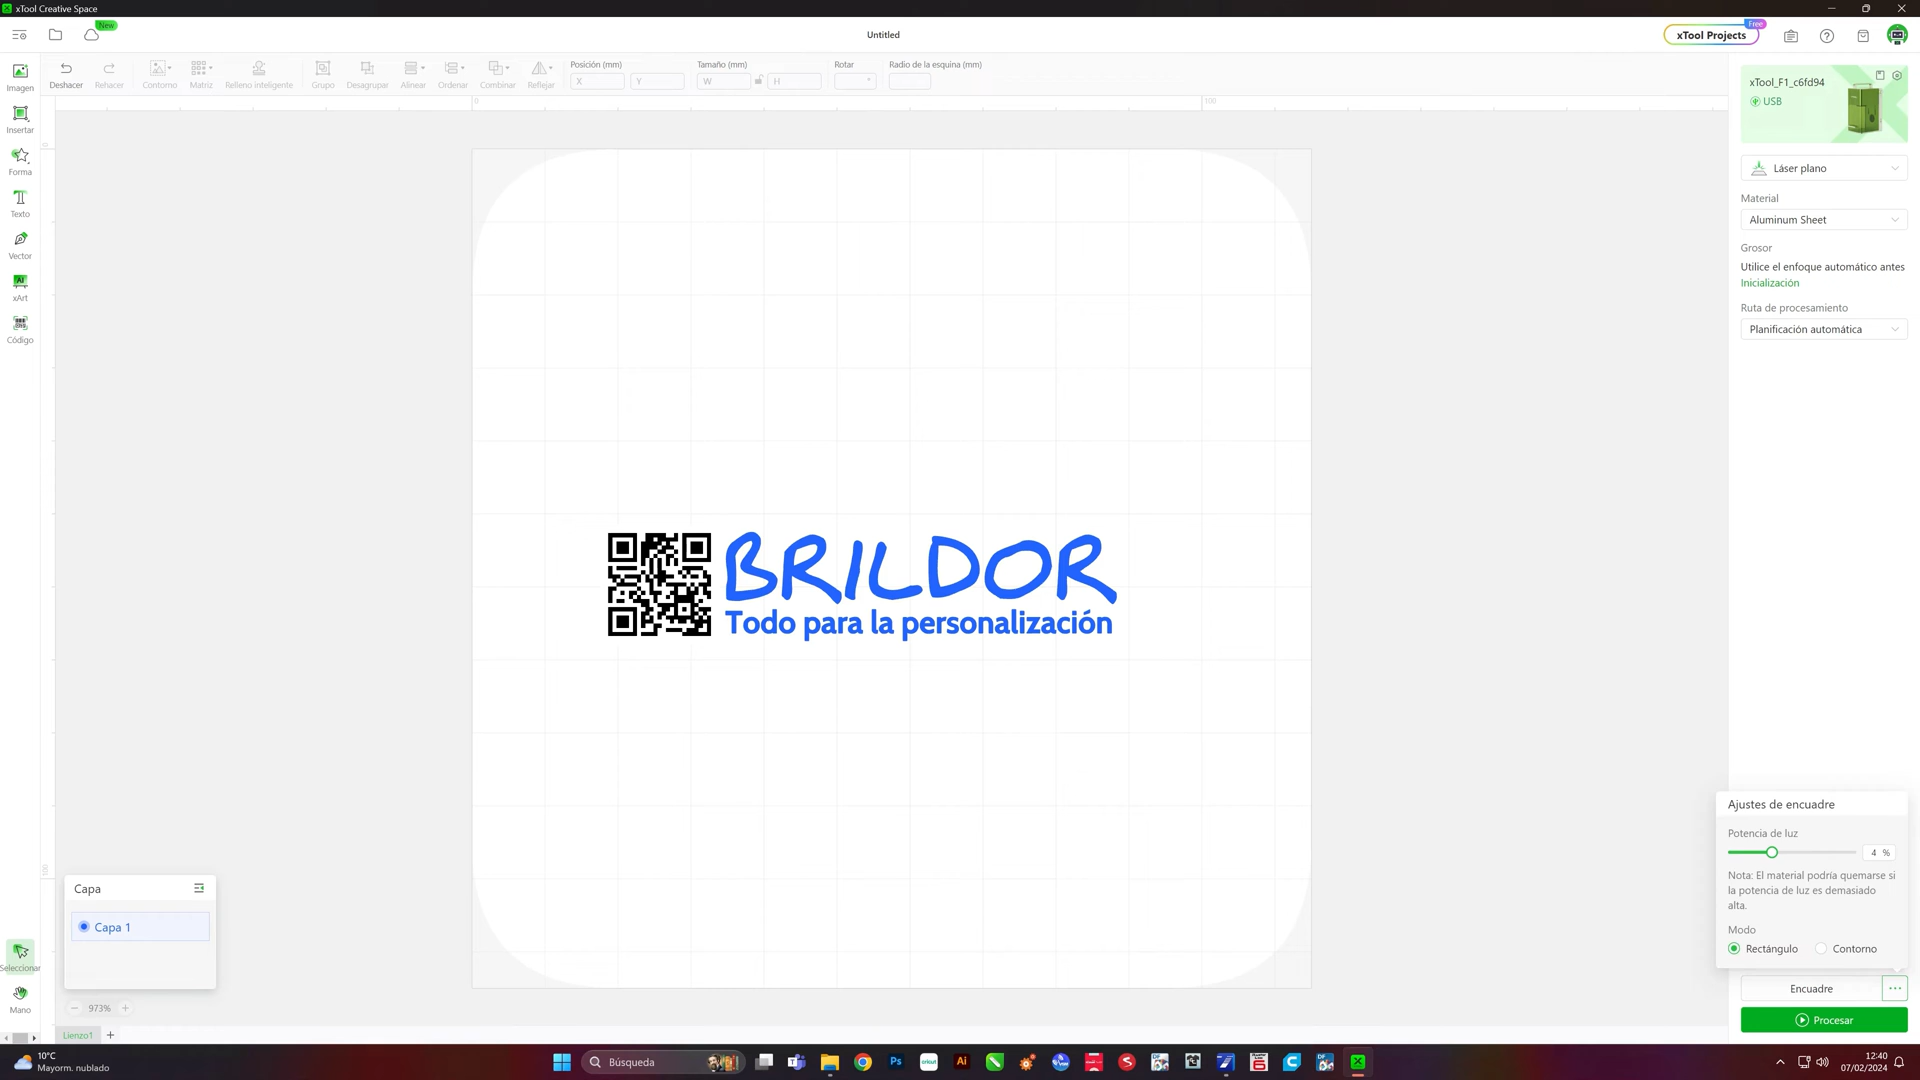 xTool Creative Space
New
Untitled
Free
xTool Projects
Imagen
Insertar
Forma
Texto
Vector
xArt
Código
Seleccionar
Mano
Deshacer
Rehacer
Contorno
Matriz
Relleno inteligente
Grupo
Desagrupar
Alinear
Ordenar
Combinar
Reflejar
Posición (mm)
X
Y
Tamaño (mm)
W
H
Rotar
°
Radio de la esquina (mm)
0
100
0
100
BRILDOR
Todo para la personalización
xTool_F1_c6fd94
USB
Láser plano
Material
Aluminum Sheet
Grosor
Utilice el enfoque automático antes
Inicialización
Ruta de procesamiento
Planificación automática
Ajustes de encuadre
Potencia de luz
4 %
Nota: El material podría quemarse si
la potencia de luz es demasiado
alta.
Modo
Rectángulo
Contorno
Encuadre
Procesar
Capa
Capa 1
973%
Lienzo1
10°C
Mayorm. nublado
Búsqueda
12:40
07/02/2024